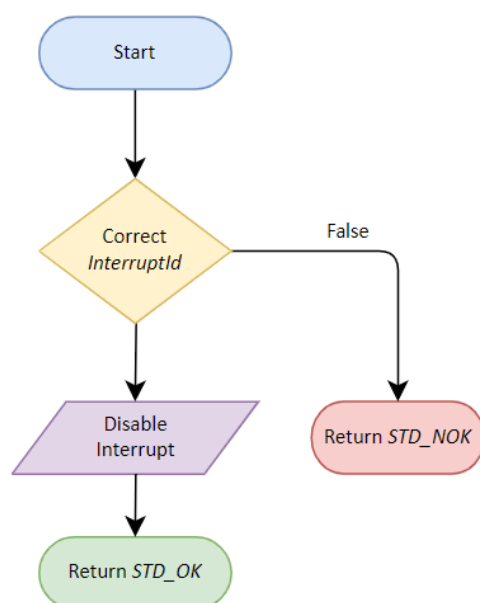 Start
Correct
InterruptId
False
Disable
Interrupt
Return STD_NOK
Return STD_OK